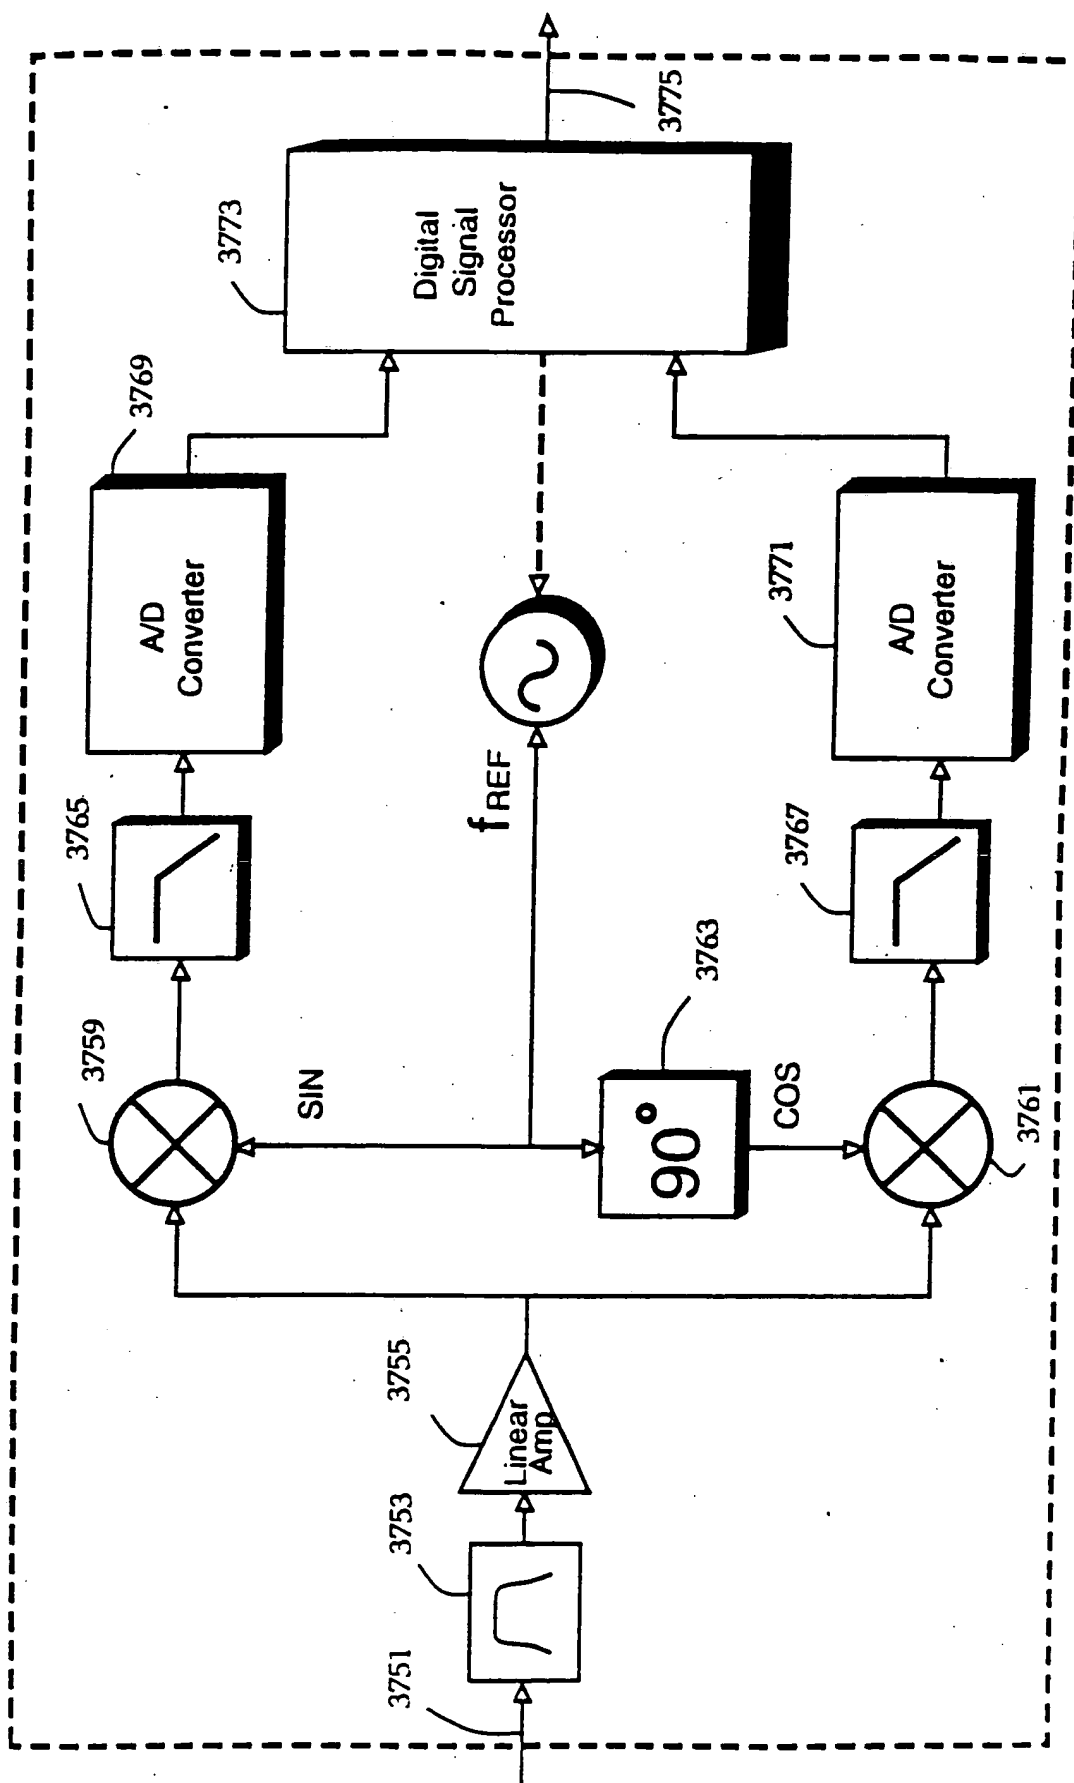 3751
3753
3755
Linear
Amp
3759
SIN
3763
90°
COS
3761
3765
fREF
3767
3769
A/D
Converter
3771
A/D
Converter
3773
Digital
Signal
Processor
3775